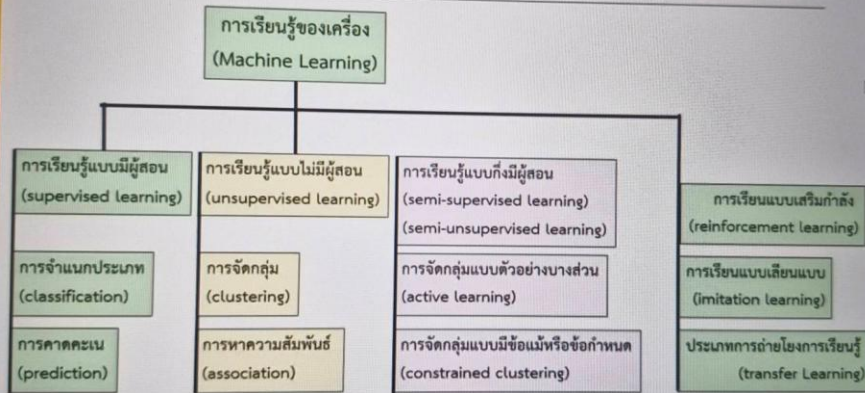 การเรียนรู้ของเครื่อง
(Machine Learning)
การเรียนรู้แบบมีผู้สอน
(supervised learning)
การจำแนกประเภท
(classification)
การคาดคะเน
(prediction)
การเรียนรู้แบบไม่มีผู้สอน
(unsupervised learning)
การจัดกลุ่ม
(clustering)
การหาความสัมพันธ์
(association)
การเรียนรู้แบบกึ่งมีผู้สอน
(semi-supervised learning)
(semi-unsupervised learning)
การจัดกลุ่มแบบตัวอย่างบางส่วน
(active learning)
การจัดกลุ่มแบบมีข้อแม้หรือข้อกำหนด
(constrained clustering)
การเรียนแบบเสริมกำลัง
(reinforcement learning)
การเรียนแบบเลียนแบบ
(imitation learning)
ประเภทการถ่ายโยงการเรียนรู้
(transfer Learning)